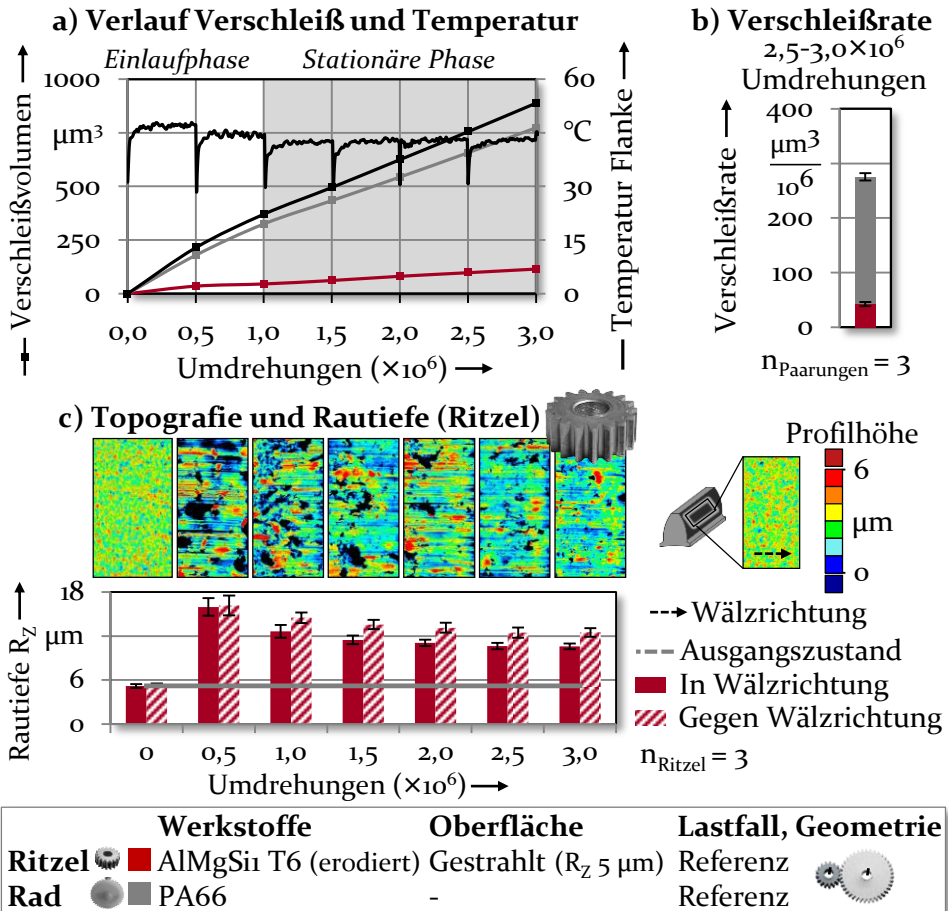 a) Verlauf Verschleiß und Temperatur
Einlaufphase Stationäre Phase
Verschleißvolumen
1000
µm³
500
250
0
60
°C
30
15
0
Temperatur Flanke
0,0 0,5 1,0 1,5 2,0 2,5 3,0
Umdrehungen (×10⁶)
b) Verschleißrate
2,5-3,0×10⁶
Umdrehungen
Verschleißrate
400
µm³
10⁶
200
100
0
nPaarungen = 3
c) Topografie und Rautiefe (Ritzel)
Profilhöhe
6
µm
0
Rautiefe RZ
18
µm
6
0
0 0,5 1,0 1,5 2,0 2,5 3,0
Umdrehungen (×10⁶)
Wälzrichtung
Ausgangszustand
In Wälzrichtung
Gegen Wälzrichtung
nRitzel = 3
Werkstoffe Oberfläche Lastfall, Geometrie
Ritzel AlMgSi1 T6 (erodiert) Gestrahlt (RZ 5 µm) Referenz
Rad PA66 - Referenz